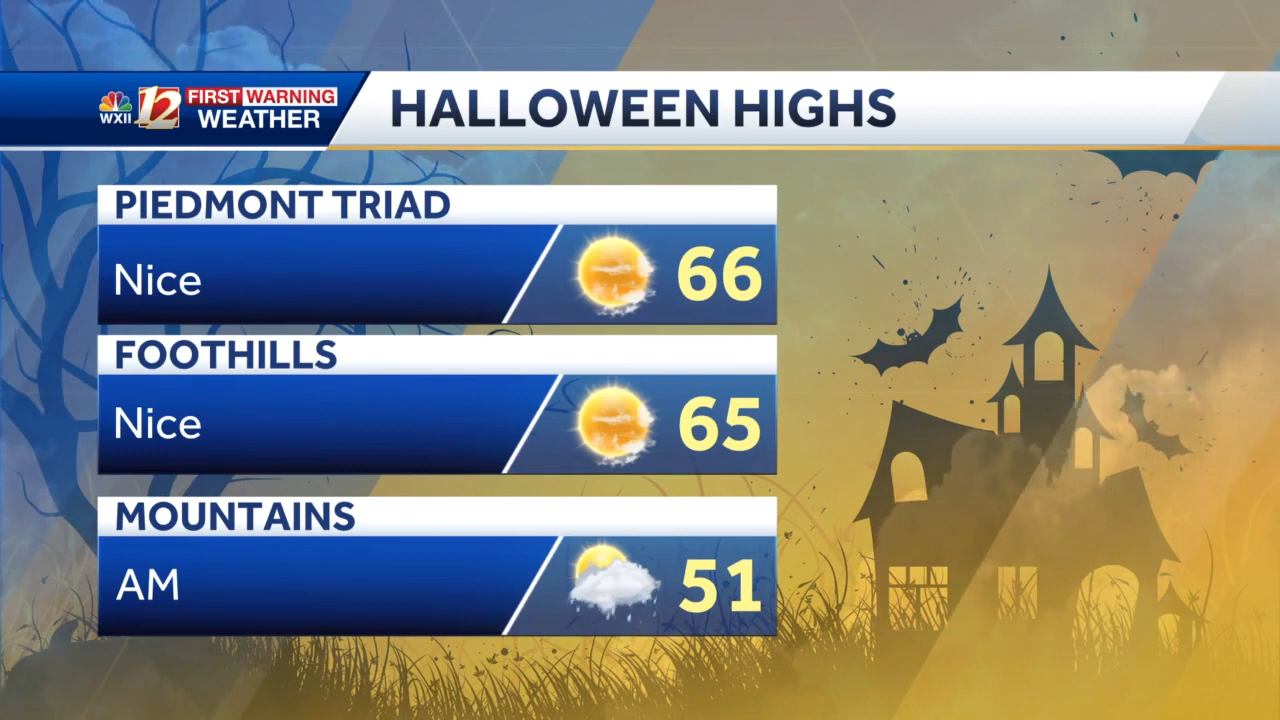 WXII 12 FIRST WARNING
WEATHER
HALLOWEEN HIGHS
PIEDMONT TRIAD
Nice
66
FOOTHILLS
Nice
65
MOUNTAINS
AM
51